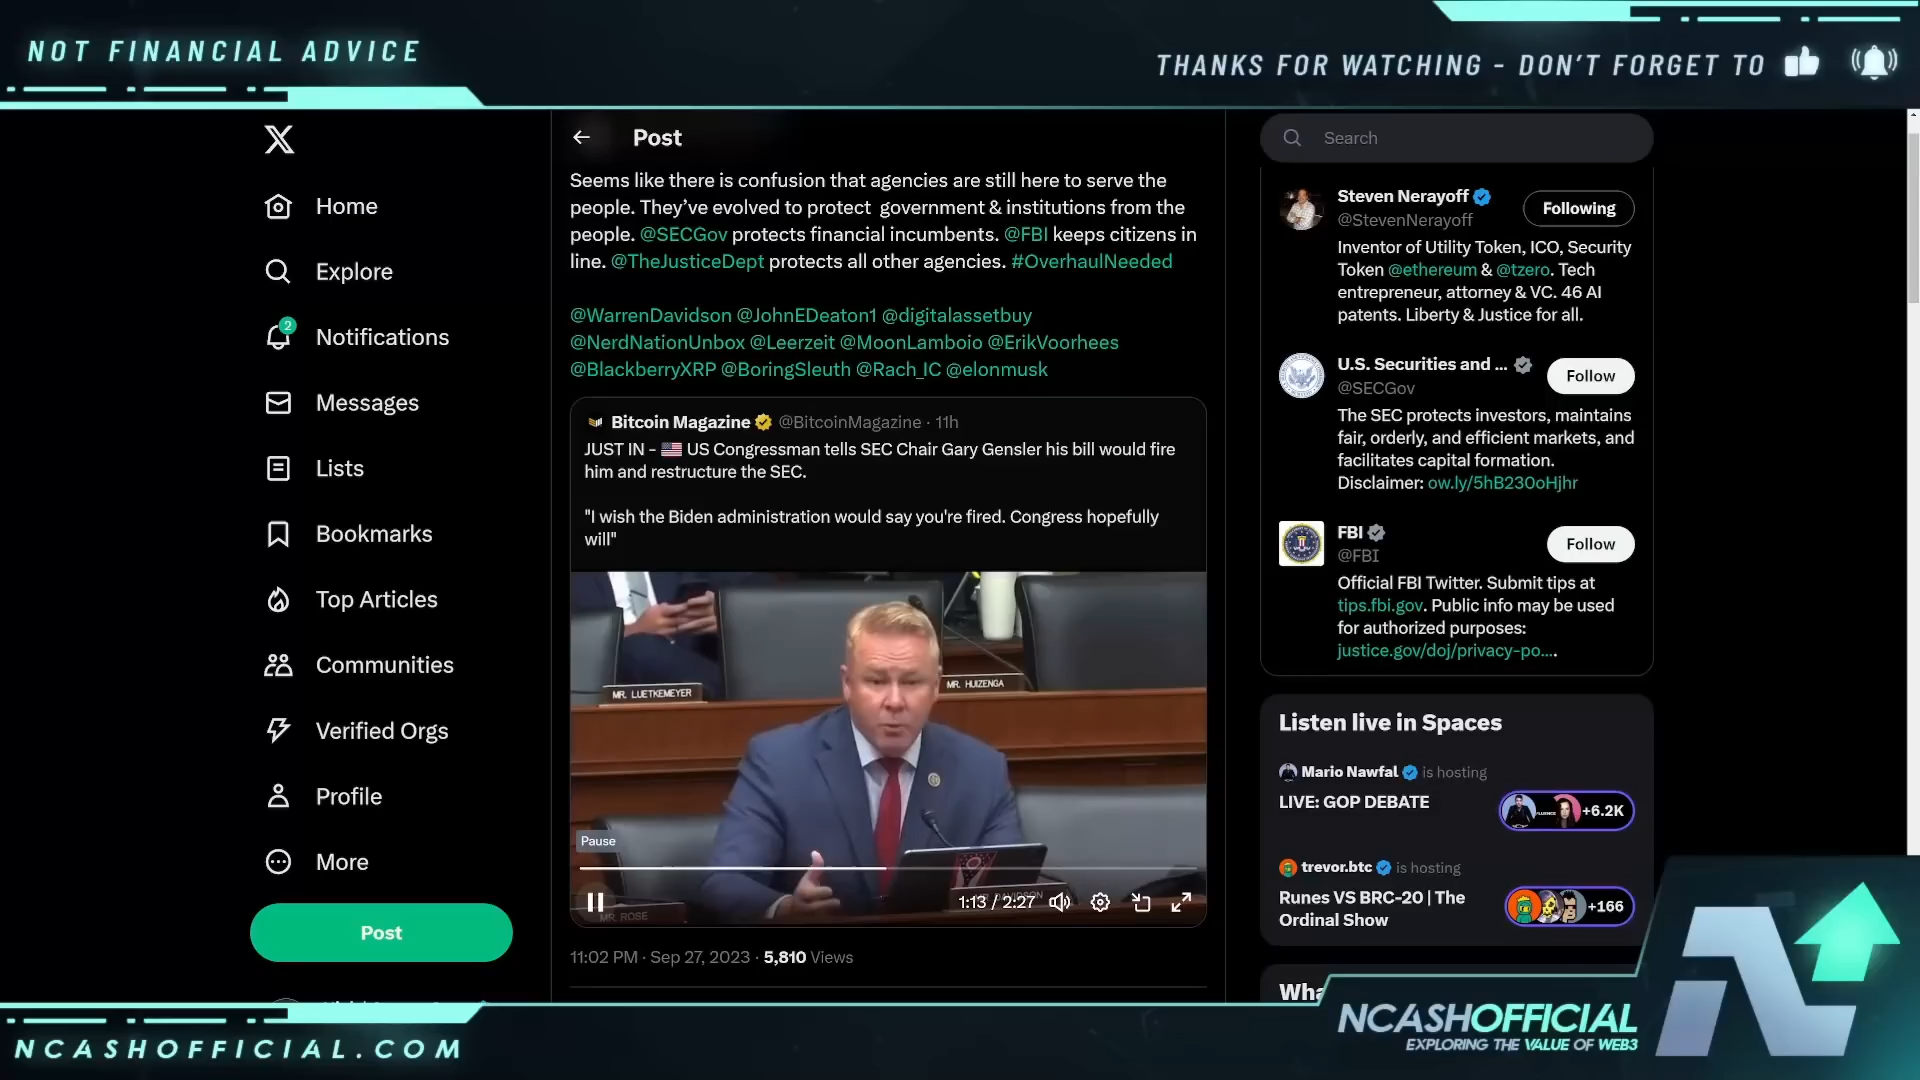 NOT FINANCIAL ADVICE
THANKS FOR WATCHING - DON'T FORGET TO
Home
Explore
2
Notifications
Messages
Lists
Bookmarks
Top Articles
Communities
Verified Orgs
Profile
More
Post
Post
Seems like there is confusion that agencies are still here to serve the
people. They've evolved to protect government & institutions from the
people. @SECGov protects financial incumbents. @FBI keeps citizens in
line. @TheJusticeDept protects all other agencies. #OverhaulNeeded
@WarrenDavidson @JohnEDeaton1 @digitalassetbuy
@NerdNationUnbox @Leerzeit @MoonLamboio @ErikVoorhees
@BlackberryXRP @BoringSleuth @Rach_IC @elonmusk
Bitcoin Magazine @BitcoinMagazine · 11h
JUST IN - 🇺🇸 US Congressman tells SEC Chair Gary Gensler his bill would fire
him and restructure the SEC.
"I wish the Biden administration would say you're fired. Congress hopefully
will"
MR. LUETKEMEYER
MR. HUIZENGA
Pause
1:13 / 2:27
MR. DAVIDSON
MR. ROSE
11:02 PM · Sep 27, 2023 · 5,810 Views
Search
Steven Nerayoff
@StevenNerayoff
Following
Inventor of Utility Token, ICO, Security
Token @ethereum & @tzero. Tech
entrepreneur, attorney & VC. 46 AI
patents. Liberty & Justice for all.
U.S. Securities and ...
@SECGov
Follow
The SEC protects investors, maintains
fair, orderly, and efficient markets, and
facilitates capital formation.
Disclaimer: ow.ly/5hB230oHjhr
FBI
@FBI
Follow
Official FBI Twitter. Submit tips at
tips.fbi.gov. Public info may be used
for authorized purposes:
justice.gov/doj/privacy-po....
Listen live in Spaces
Mario Nawfal is hosting
LIVE: GOP DEBATE
+6.2K
trevor.btc is hosting
Runes VS BRC-20 | The
Ordinal Show
+166
NCASHOFFICIAL
EXPLORING THE VALUE OF WEB3
NCASHOFFICIAL.COM